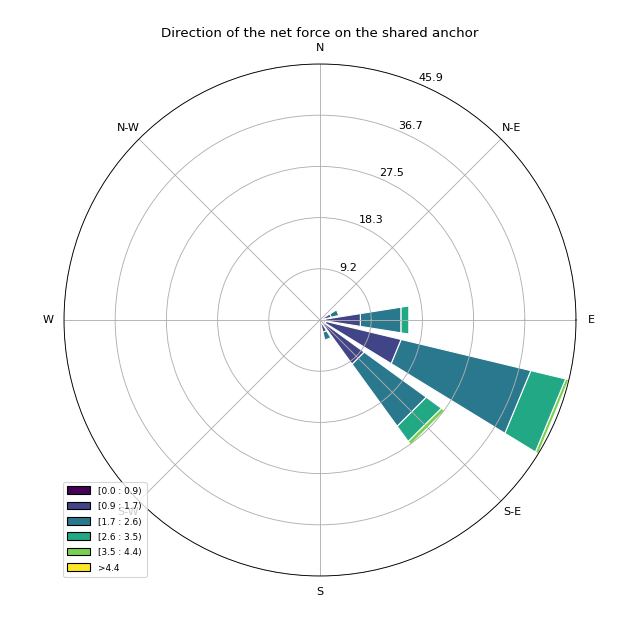 Direction of the net force on the shared anchor
N
45.9
N-W
36.7
N-E
27.5
18.3
9.2
W
E
[0.0 : 0.9)
[0.9 : 1.7)
S-W
S-E
[1.7 : 2.6)
[2.6 : 3.5)
[3.5 : 4.4)
>4.4
S